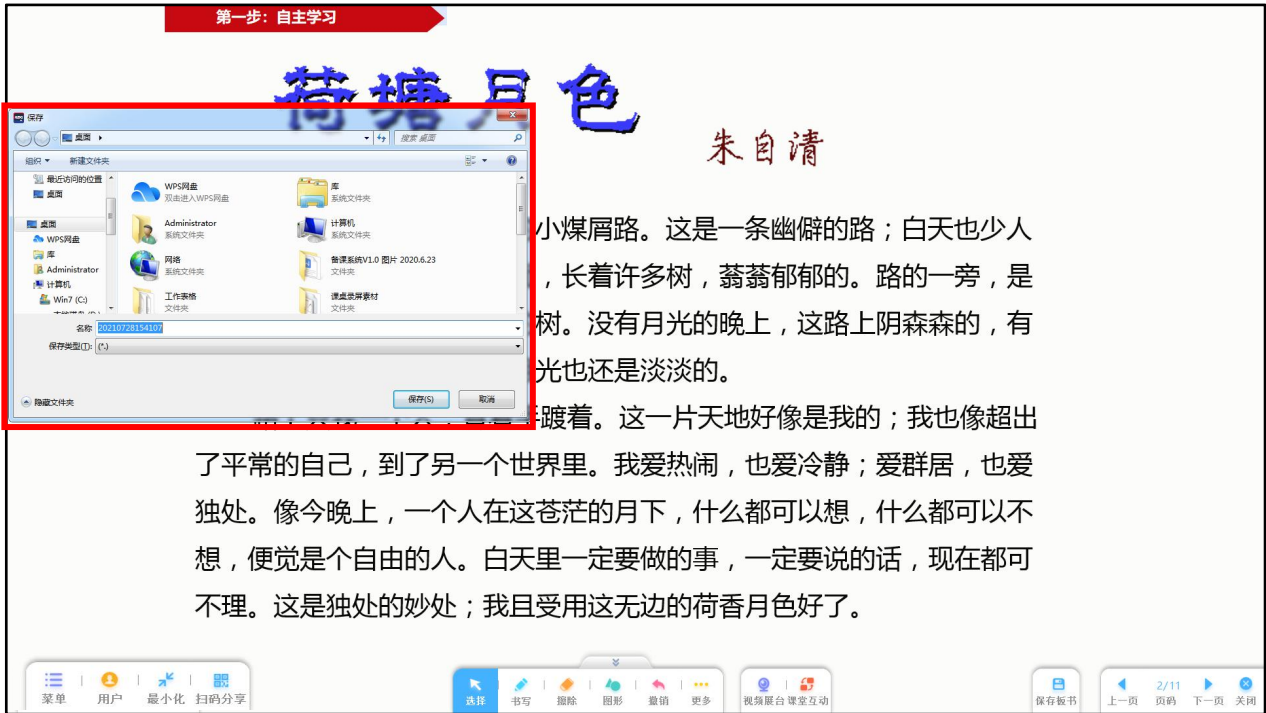 第一步：自主学习
荷塘月色
朱自清
保存
桌面
搜索 桌面
组织 新建文件夹
最近访问的位置
桌面
桌面
WPS网盘
库
Administrator
计算机
Win7 (C:)
WPS网盘
双击进入WPS网盘
库
系统文件夹
Administrator
系统文件夹
计算机
系统文件夹
网络
系统文件夹
备课系统V1.0 图片 2020.6.23
文件夹
工作表格
文件夹
课桌录屏素材
文件夹
名称 20210728154107
保存类型(T): (*.)
隐藏文件夹
保存(S) 取消
小煤屑路。这是一条幽僻的路；白天也少人
，长着许多树，蓊蓊郁郁的。路的一旁，是
树。没有月光的晚上，这路上阴森森的，有
光也还是淡淡的。
踱着。这一片天地好像是我的；我也像超出
了平常的自己，到了另一个世界里。我爱热闹，也爱冷静；爱群居，也爱
独处。像今晚上，一个人在这苍茫的月下，什么都可以想，什么都可以不
想，便觉是个自由的人。白天里一定要做的事，一定要说的话，现在都可
不理。这是独处的妙处；我且受用这无边的荷香月色好了。
菜单 用户 最小化 扫码分享
选择 书写 擦除 图形 撤销 更多
视频展台 课堂互动
保存板书
上一页 2/11 页码 下一页 关闭